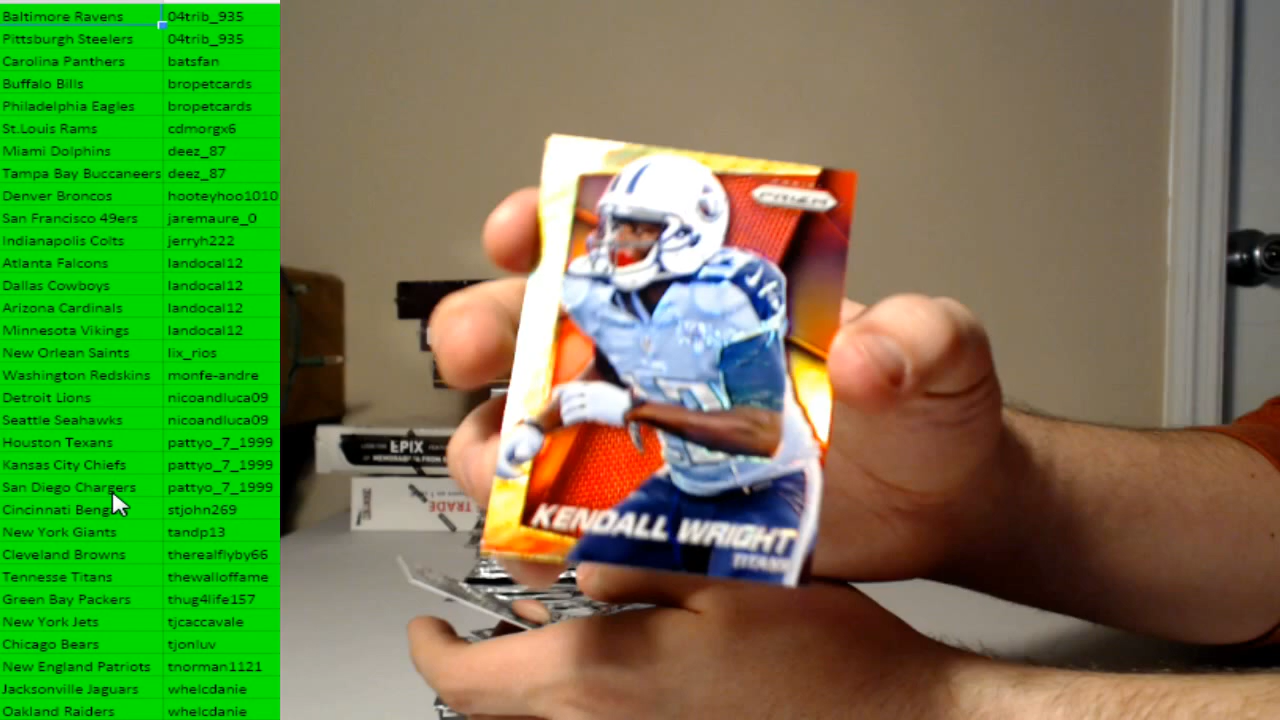 Baltimore Ravens 04trib_935
Pittsburgh Steelers 04trib_935
Carolina Panthers batsfan
Buffalo Bills bropetcards
Philadelphia Eagles bropetcards
St.Louis Rams cdmorgx6
Miami Dolphins deez_87
Tampa Bay Buccaneers deez_87
Denver Broncos hooteyhoo1010
San Francisco 49ers jaremaure_0
Indianapolis Colts jerryh222
Atlanta Falcons landocal12
Dallas Cowboys landocal12
Arizona Cardinals landocal12
Minnesota Vikings landocal12
New Orlean Saints lix_rios
Washington Redskins monfe-andre
Detroit Lions nicoandluca09
Seattle Seahawks nicoandluca09
Houston Texans pattyo_7_1999
Kansas City Chiefs pattyo_7_1999
San Diego Chargers pattyo_7_1999
Cincinnati Bengals stjohn269
New York Giants tandp13
Cleveland Browns therealflyby66
Tennesse Titans thewalloffame
Green Bay Packers thug4life157
New York Jets tjcaccavale
Chicago Bears tjonluv
New England Patriots tnorman1121
Jacksonville Jaguars whelcdanie
Oakland Raiders whelcdanie
PRIZM
KENDALL WRIGHT
TITANS
EPIX
TRADE